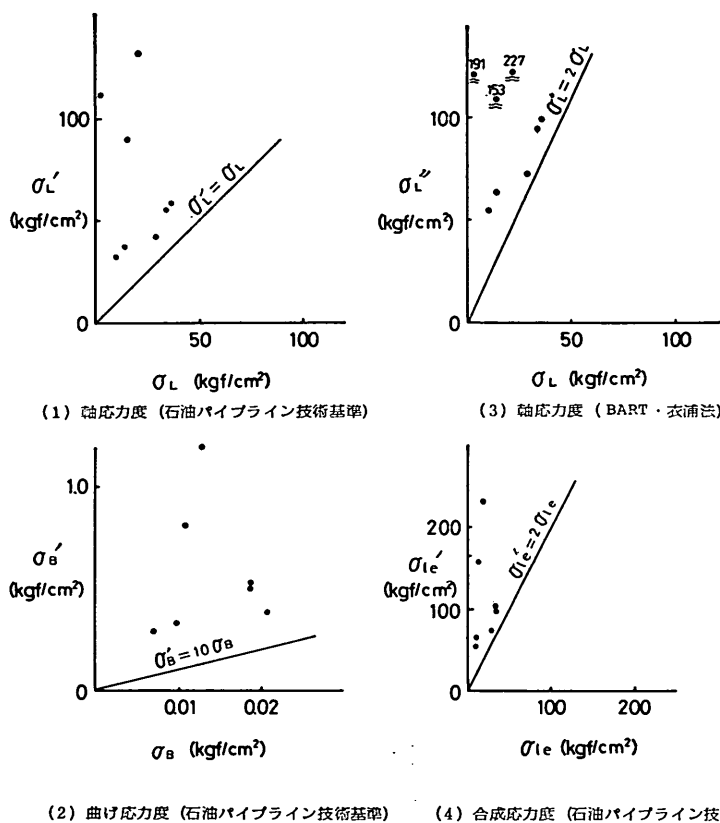 100
σL′
(kgf/cm²)
σL′=σL
0
50
100
σL (kgf/cm²)
(1) 軸応力度 (石油パイプライン技術基準)
191
227
153
100
σL″
(kgf/cm²)
σL″=2σL
0
50
100
σL (kgf/cm²)
(3) 軸応力度 (BART・衣浦法)
1.0
σB′
(kgf/cm²)
σB′=10σB
0
0.01
0.02
σB (kgf/cm²)
(2) 曲げ応力度 (石油パイプライン技術基準)
200
σle′
(kgf/cm²)
100
σle′=2σle
0
100
200
σle (kgf/cm²)
(4) 合成応力度 (石油パイプライン技